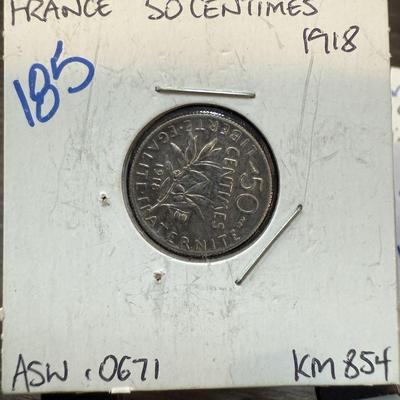 FRANCE 50 CENTIMES
1918
185
LIBERTE·EGALITE FRATERNITE
50
CENTIMES
1918
ASW .0671
KM 854